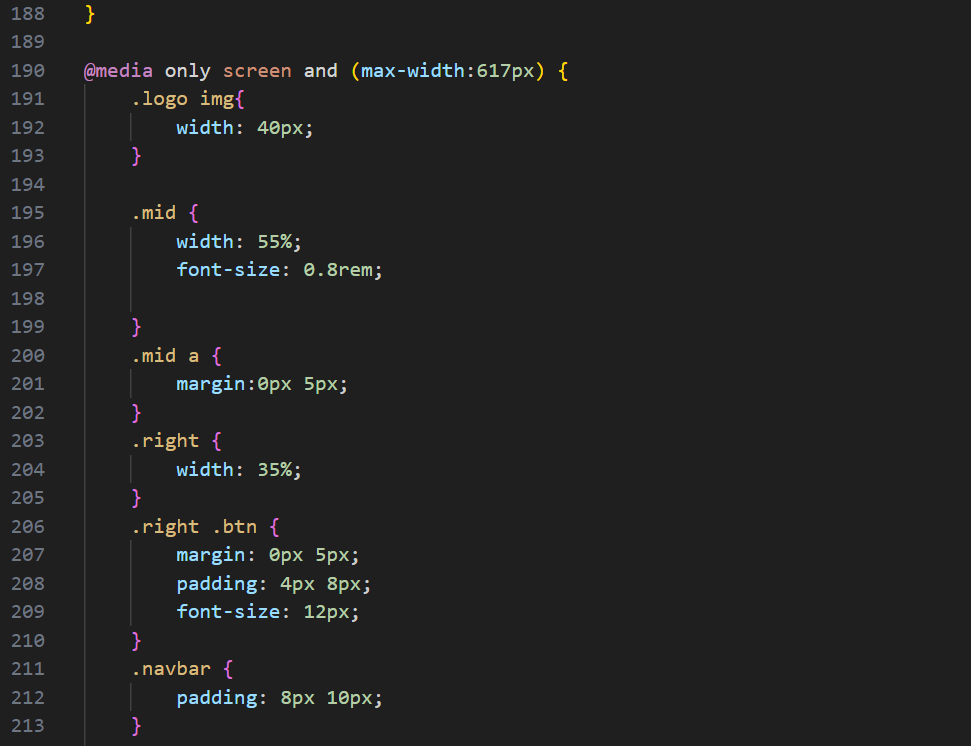 188 }
189
190 @media only screen and (max-width:617px) {
191     .logo img{
192         width: 40px;
193     }
194
195     .mid {
196         width: 55%;
197         font-size: 0.8rem;
198
199     }
200     .mid a {
201         margin:0px 5px;
202     }
203     .right {
204         width: 35%;
205     }
206     .right .btn {
207         margin: 0px 5px;
208         padding: 4px 8px;
209         font-size: 12px;
210     }
211     .navbar {
212         padding: 8px 10px;
213     }